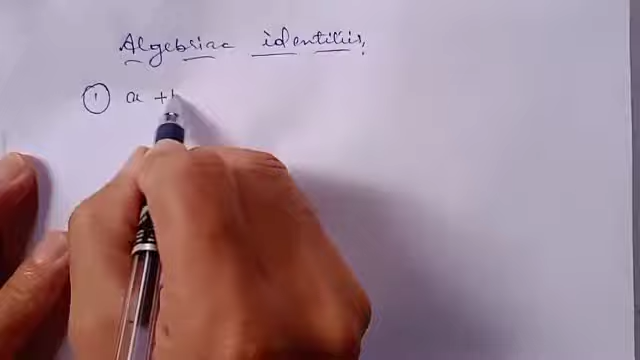 Algebriac identities,
① a +